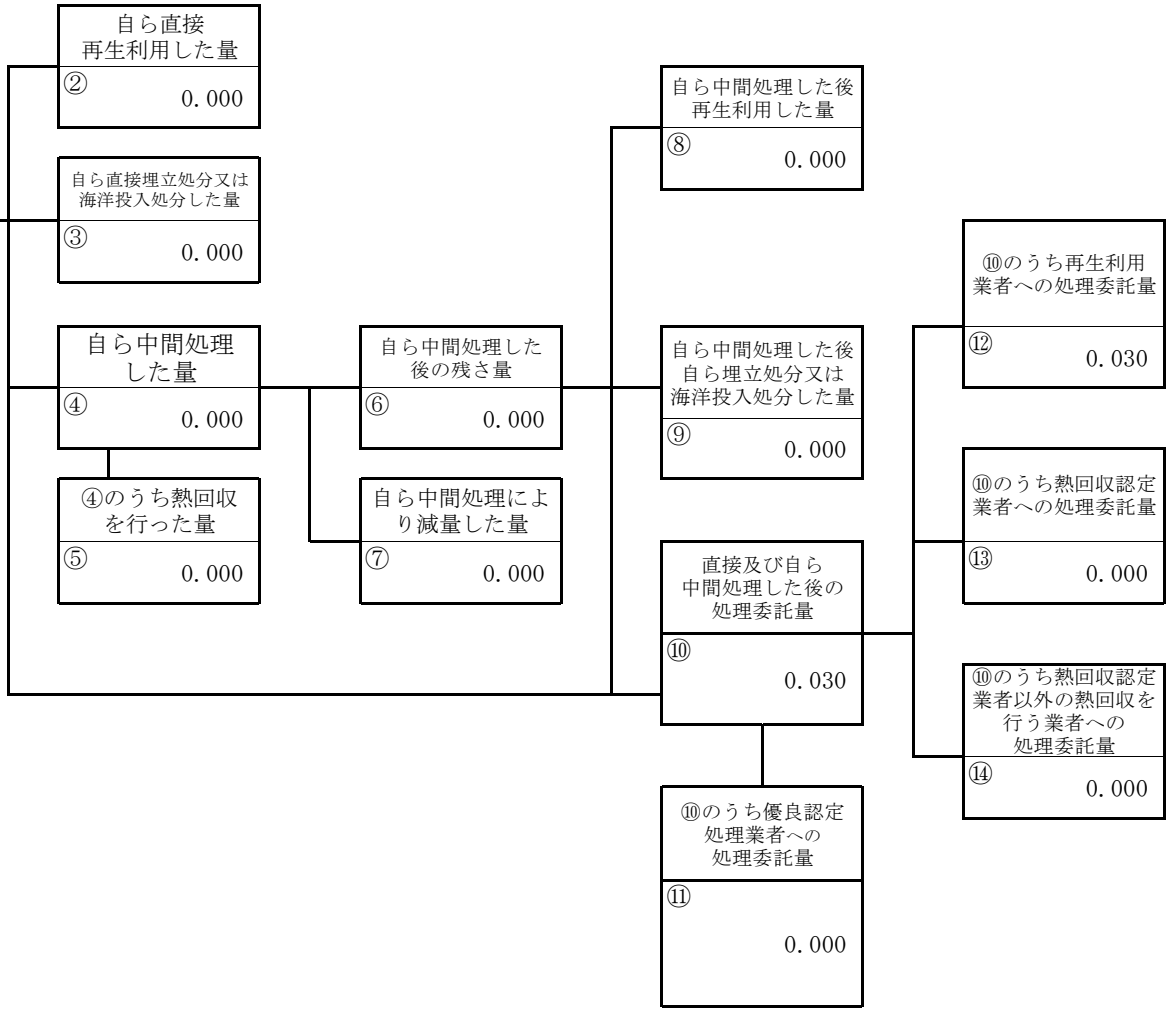 自ら直接
再生利用した量
②
0.000
自ら直接埋立処分又は
海洋投入処分した量
③
0.000
自ら中間処理
した量
④
0.000
④のうち熱回収
を行った量
⑤
0.000
自ら中間処理した
後の残さ量
⑥
0.000
自ら中間処理によ
り減量した量
⑦
0.000
自ら中間処理した後
再生利用した量
⑧
0.000
自ら中間処理した後
自ら埋立処分又は
海洋投入処分した量
⑨
0.000
直接及び自ら
中間処理した後の
処理委託量
⑩
0.030
⑩のうち優良認定
処理業者への
処理委託量
⑪
0.000
⑩のうち再生利用
業者への処理委託量
⑫
0.030
⑩のうち熱回収認定
業者への処理委託量
⑬
0.000
⑩のうち熱回収認定
業者以外の熱回収を
行う業者への
処理委託量
⑭
0.000